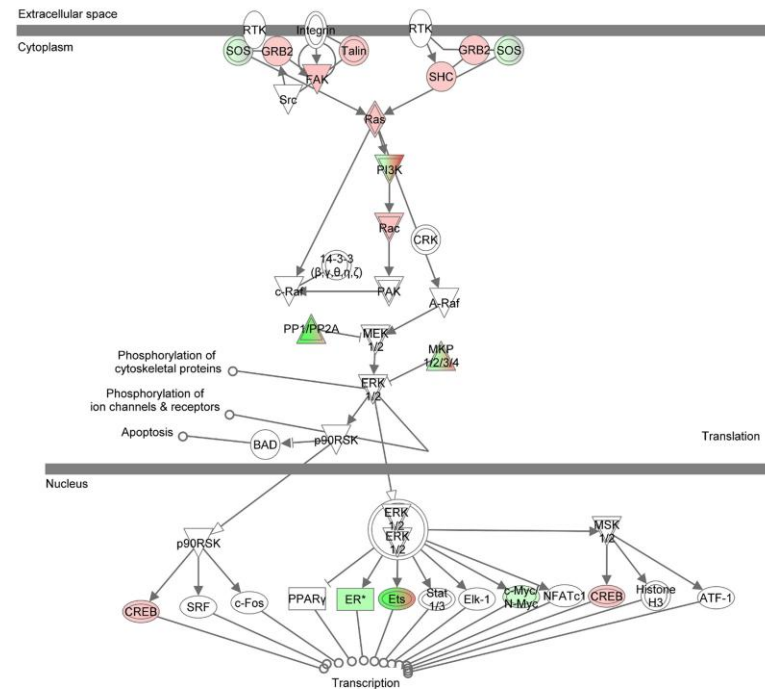 Extracellular space
RTK
Integrin
RTK
Cytoplasm
SOS
GRB2
Talin
GRB2
SOS
FAK
SHC
Src
Ras
PI3K
Rac
CRK
14-3-3
(β,γ,θ,η,ζ)
c-Raf
PAK
A-Raf
PP1/PP2A
MEK
1/2
MKP
1/2/3/4
Phosphorylation of
cytoskeletal proteins
ERK
1/2
Phosphorylation of
ion channels & receptors
Apoptosis
BAD
p90RSK
Translation
Nucleus
ERK
1/2
ERK
1/2
MSK
1/2
p90RSK
CREB
SRF
c-Fos
PPARγ
ER*
Ets
Stat
1/3
Elk-1
c-Myc/
N-Myc
NFATc1
CREB
Histone
H3
ATF-1
Transcription